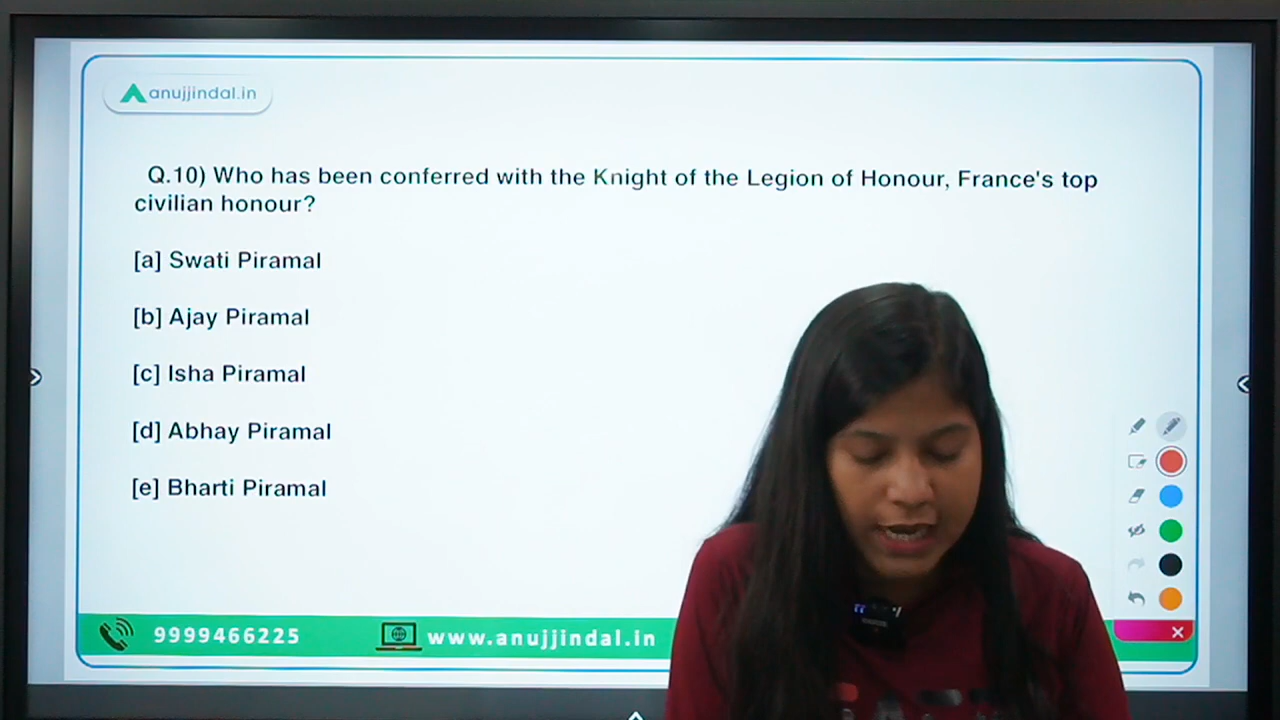 anujjindal.in
Q.10) Who has been conferred with the Knight of the Legion of Honour, France's top
civilian honour?
[a] Swati Piramal
[b] Ajay Piramal
[c] Isha Piramal
[d] Abhay Piramal
[e] Bharti Piramal
9999466225
www.anujjindal.in